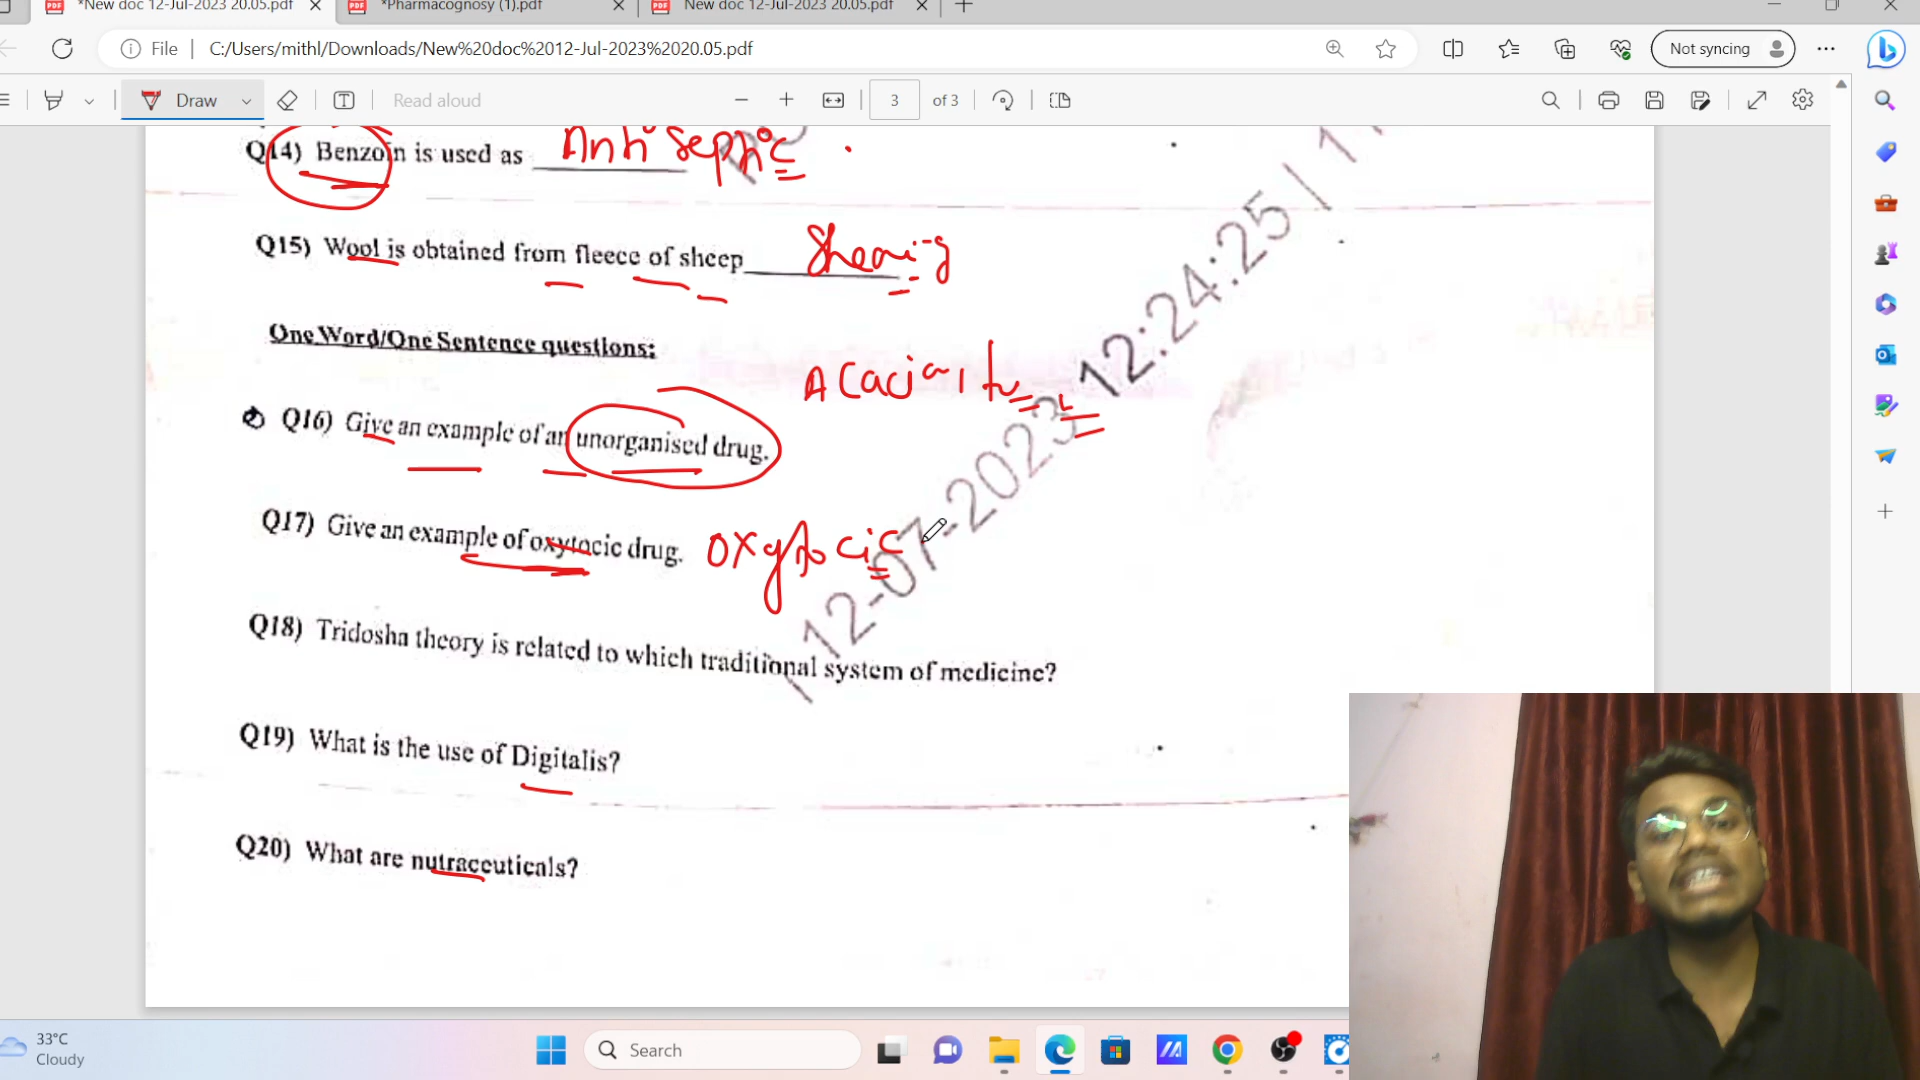 *New doc 12-Jul-2023 20.05.pdf
*Pharmacognosy (1).pdf
New doc 12-Jul-2023 20.05.pdf
File
C:/Users/mithl/Downloads/New%20doc%2012-Jul-2023%2020.05.pdf
Not syncing
Draw
Read aloud
3
of 3
Q14) Benzoin is used as
Q15) Wool is obtained from fleece of sheep
One Word/One Sentence questions:
Q16) Give an example of an unorganised drug.
Q17) Give an example of oxytocic drug. oxytocic
Q18) Tridosha theory is related to which traditional system of medicine?
Q19) What is the use of Digitalis?
Q20) What are nutraceuticals?
12-07-2023 12:24:25 |
33°C
Cloudy
Search